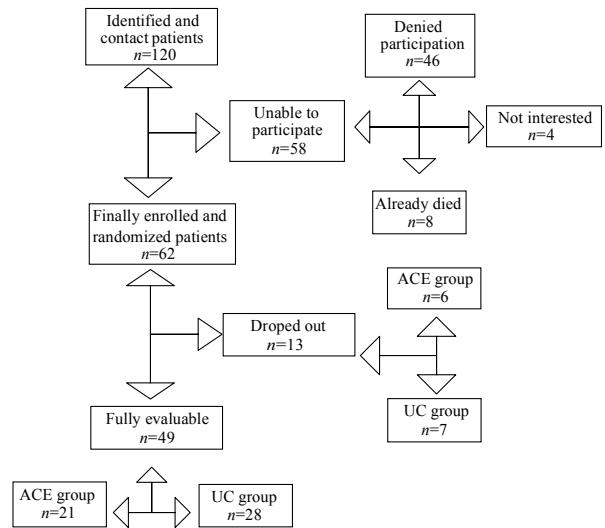 Identified and
contact patients
n=120
Denied
participation
n=46
Unable to
participate
n=58
Not interested
n=4
Already died
n=8
Finally enrolled and
randomized patients
n=62
ACE group
n=6
Droped out
n=13
UC group
n=7
Fully evaluable
n=49
ACE group
n=21
UC group
n=28